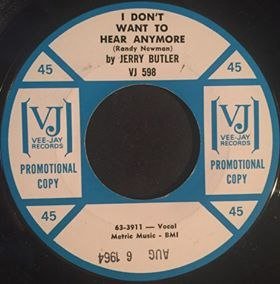 I DON'T
WANT TO
HEAR ANYMORE
(Randy Newman)
by JERRY BUTLER
VJ 598
45
45
VJ
VEE-JAY
RECORDS
PROMOTIONAL
COPY
VJ
VEE-JAY
RECORDS
PROMOTIONAL
COPY
45
45
63-3911 — Vocal
Metric Music - BMI
AUG 6 1964